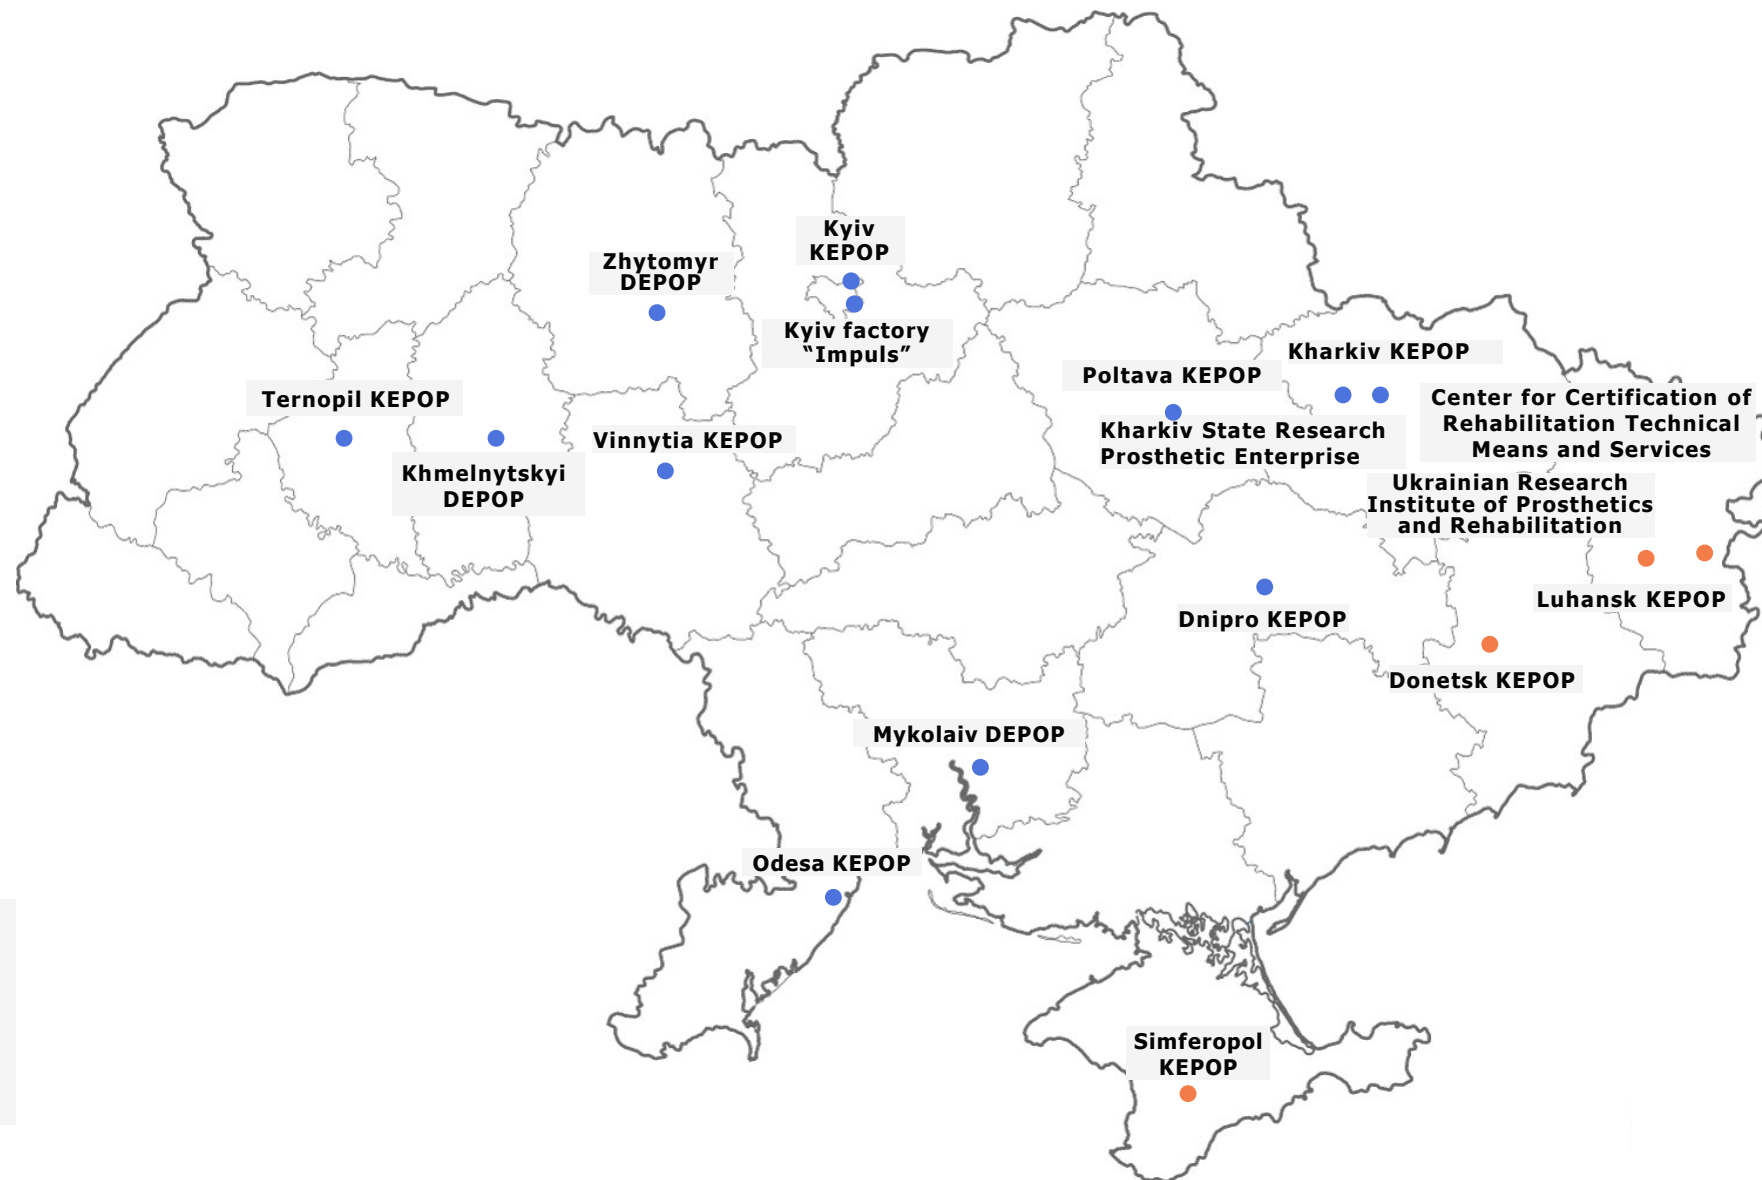 Kyiv
KEPOP
Zhytomyr
DEPOP
Kyiv factory
“Impuls”
Kharkiv KEPOP
Poltava KEPOP
Ternopil KEPOP
Center for Certification of
Rehabilitation Technical
Means and Services
Vinnytia KEPOP
Kharkiv State Research
Prosthetic Enterprise
Khmelnytskyi
DEPOP
Ukrainian Research
Institute of Prosthetics
and Rehabilitation
Luhansk KEPOP
Dnipro KEPOP
Donetsk KEPOP
Mykolaiv DEPOP
Odesa KEPOP
Simferopol
KEPOP